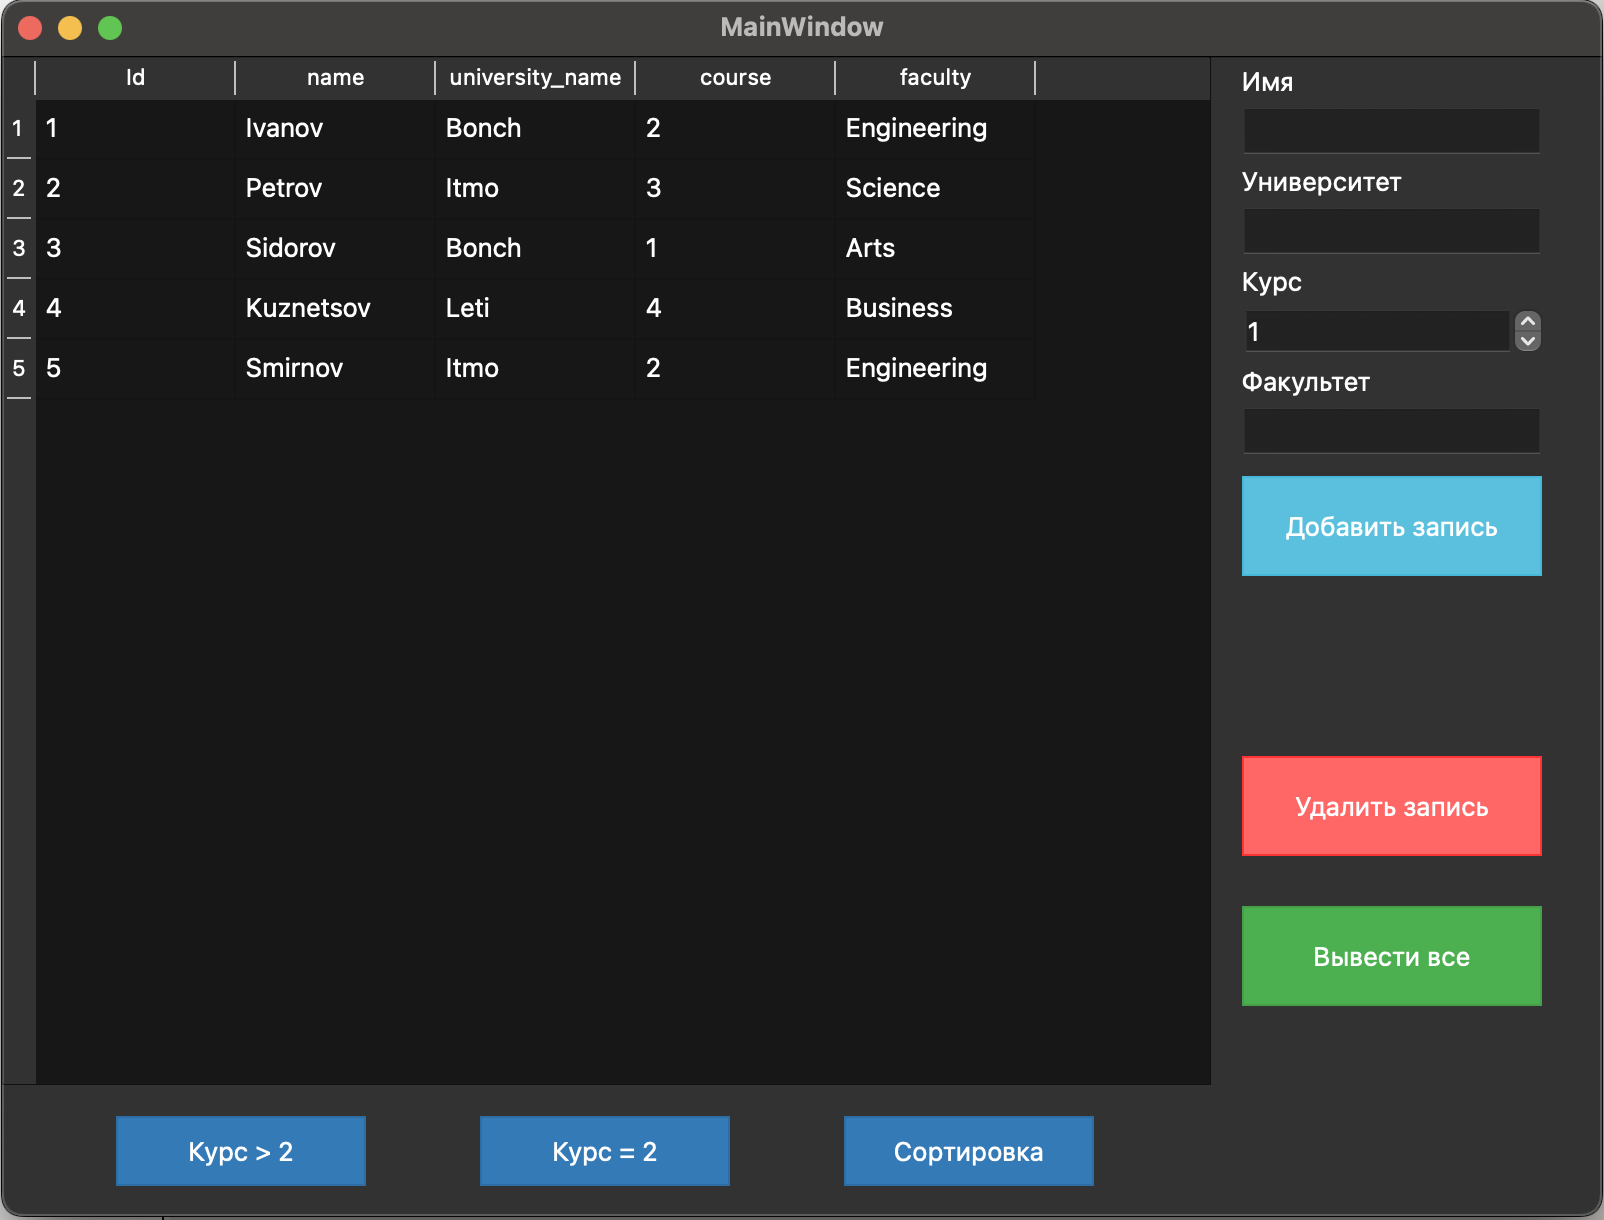 MainWindow
Id name university_name course faculty
1 1 Ivanov Bonch 2 Engineering
2 2 Petrov Itmo 3 Science
3 3 Sidorov Bonch 1 Arts
4 4 Kuznetsov Leti 4 Business
5 5 Smirnov Itmo 2 Engineering
Имя
Университет
Курс
1
Факультет
Добавить запись
Удалить запись
Вывести все
Курс > 2 Курс = 2 Сортировка